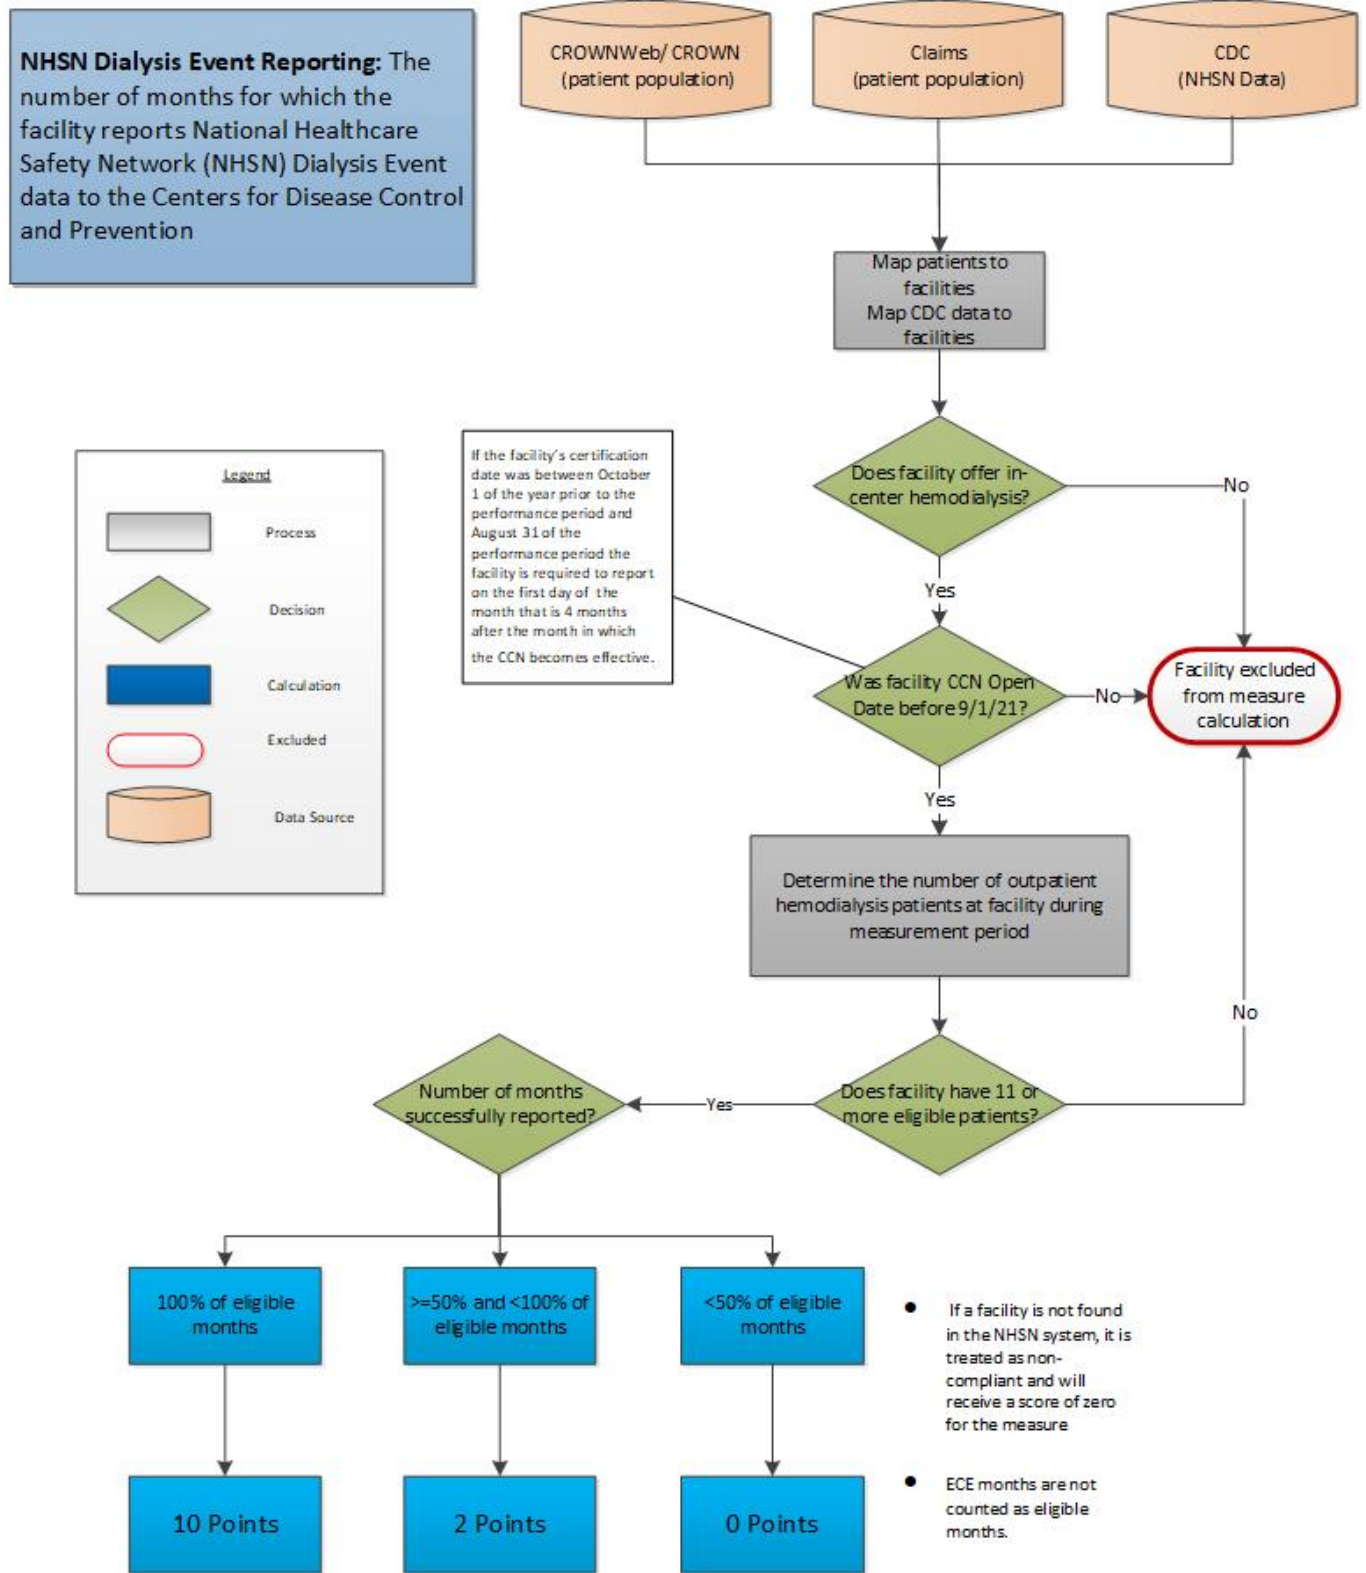 NHSN Dialysis Event Reporting: The
number of months for which the
facility reports National Healthcare
Safety Network (NHSN) Dialysis Event
data to the Centers for Disease Control
and Prevention
CROWNWeb/ CROWN
(patient population)
Claims
(patient population)
CDC
(NHSN Data)
Map patients to
facilities
Map CDC data to
facilities
Legend
Process
Decision
Calculation
Excluded
Data Source
If the facility's certification
date was between October
1 of the year prior to the
performance period and
August 31 of the
performance period the
facility is required to report
on the first day of the
month that is 4 months
after the month in which
the CCN becomes effective.
Does facility offer in-
center hemodialysis?
No
Yes
Was facility CCN Open
Date before 9/1/21?
No
Facility excluded
from measure
calculation
Yes
Determine the number of outpatient
hemodialysis patients at facility during
measurement period
No
Does facility have 11 or
more eligible patients?
Yes
Number of months
successfully reported?
100% of eligible
months
>=50% and <100% of
eligible months
<50% of eligible
months
10 Points
2 Points
0 Points
● If a facility is not found
in the NHSN system, it is
treated as non-
compliant and will
receive a score of zero
for the measure
● ECE months are not
counted as eligible
months.